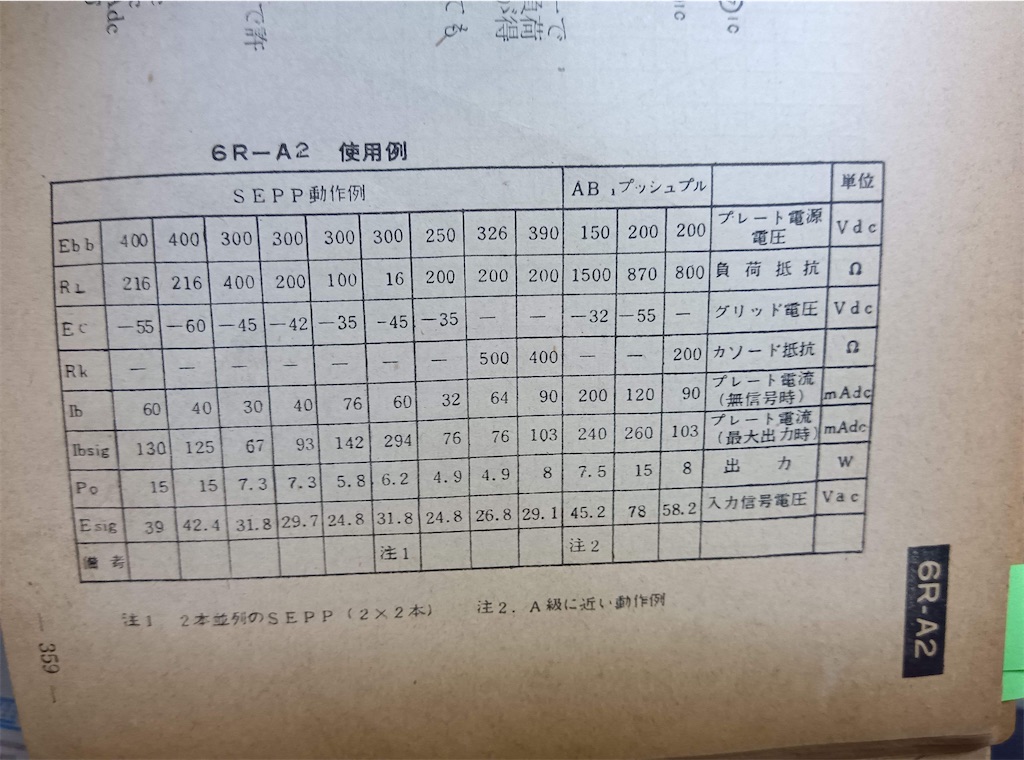 6R-A2 使用例
SEPP動作例 AB1プッシュプル 単位
Ebb 400 400 300 300 300 300 250 326 390 150 200 200 プレート電源電圧 Vdc
RL 216 216 400 200 100 16 200 200 200 1500 870 800 負荷抵抗 Ω
Ec -55 -60 -45 -42 -35 -45 -35 — — -32 -55 — グリッド電圧 Vdc
Rk — — — — — — — 500 400 — — 200 カソード抵抗 Ω
Ib 60 40 30 40 76 60 32 64 90 200 120 90 プレート電流(無信号時) mAdc
Ibsig 130 125 67 93 142 294 76 76 103 240 260 103 プレート電流(最大出力時) mAdc
Po 15 15 7.3 7.3 5.8 6.2 4.9 4.9 8 7.5 15 8 出力 W
Esig 39 42.4 31.8 29.7 24.8 31.8 24.8 26.8 29.1 45.2 78 58.2 入力信号電圧 Vac
備考 注1 注2
注1 2本並列のSEPP(2×2本) 注2. A級に近い動作例
6R-A2
— 359 —